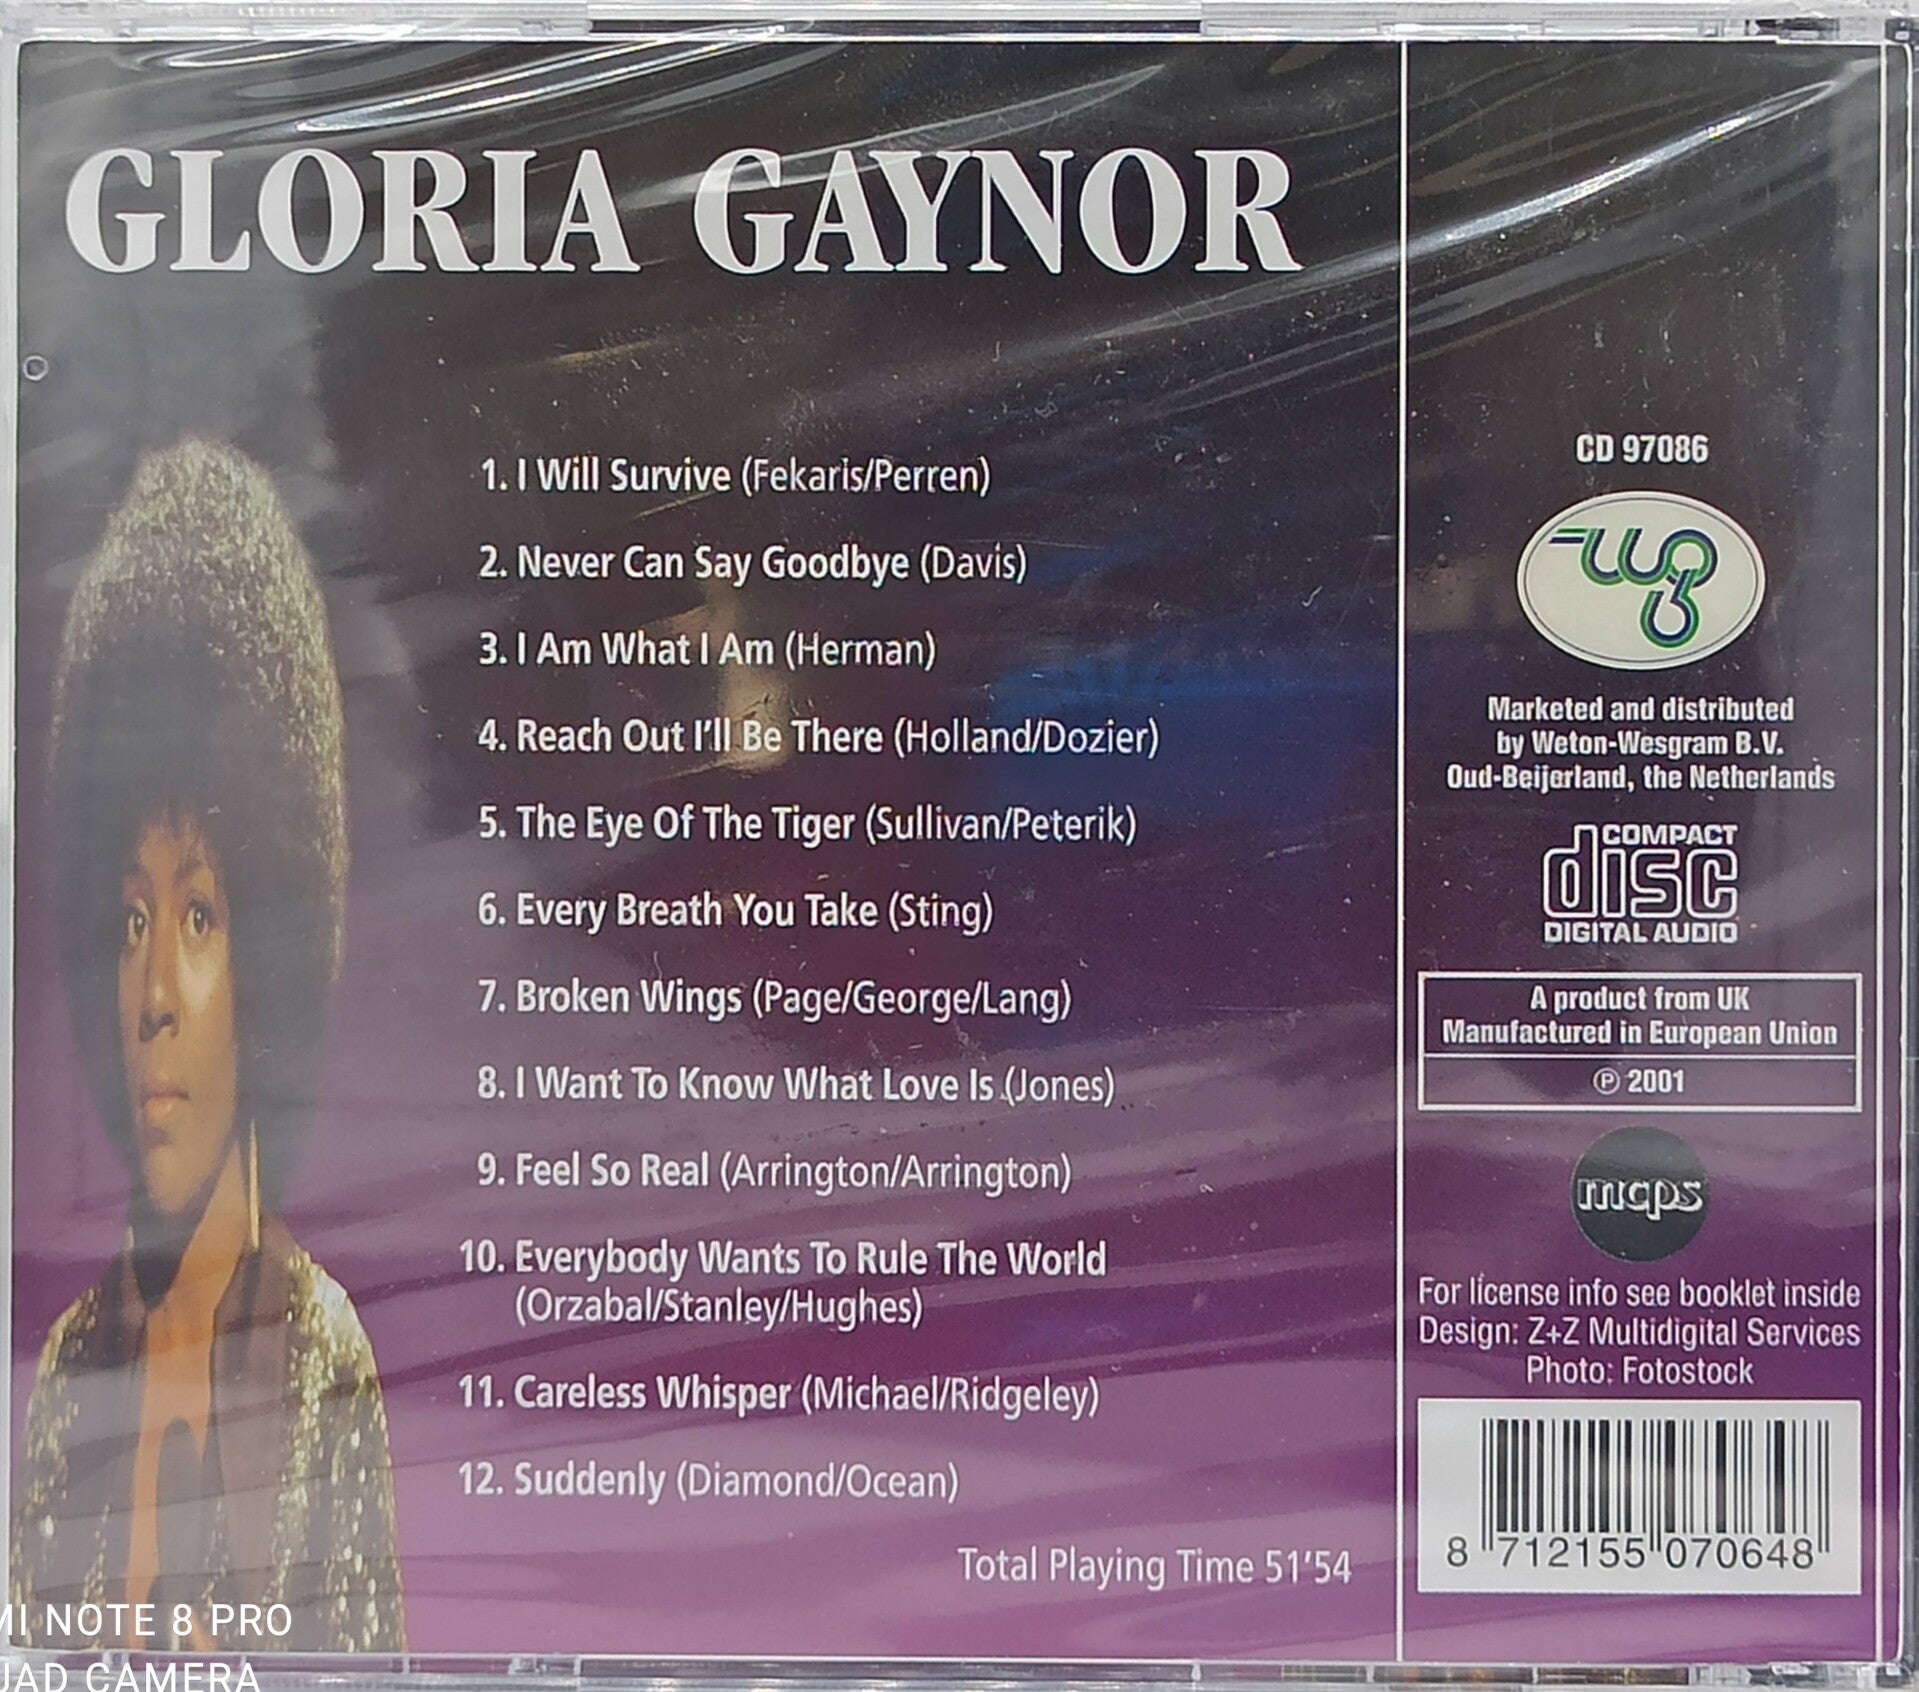 GLORIA GAYNOR
1. I Will Survive (Fekaris/Perren)
2. Never Can Say Goodbye (Davis)
3. I Am What I Am (Herman)
4. Reach Out I'll Be There (Holland/Dozier)
5. The Eye Of The Tiger (Sullivan/Peterik)
6. Every Breath You Take (Sting)
7. Broken Wings (Page/George/Lang)
8. I Want To Know What Love Is (Jones)
9. Feel So Real (Arrington/Arrington)
10. Everybody Wants To Rule The World
(Orzabal/Stanley/Hughes)
11. Careless Whisper (Michael/Ridgeley)
12. Suddenly (Diamond/Ocean)
Total Playing Time 51'54
CD 97086
Marketed and distributed
by Weton-Wesgram B.V.
Oud-Beijerland, the Netherlands
COMPACT
disc
DIGITAL AUDIO
A product from UK
Manufactured in European Union
℗ 2001
mcps
For license info see booklet inside
Design: Z+Z Multidigital Services
Photo: Fotostock
8 712155 070648
MI NOTE 8 PRO
UAD CAMERA